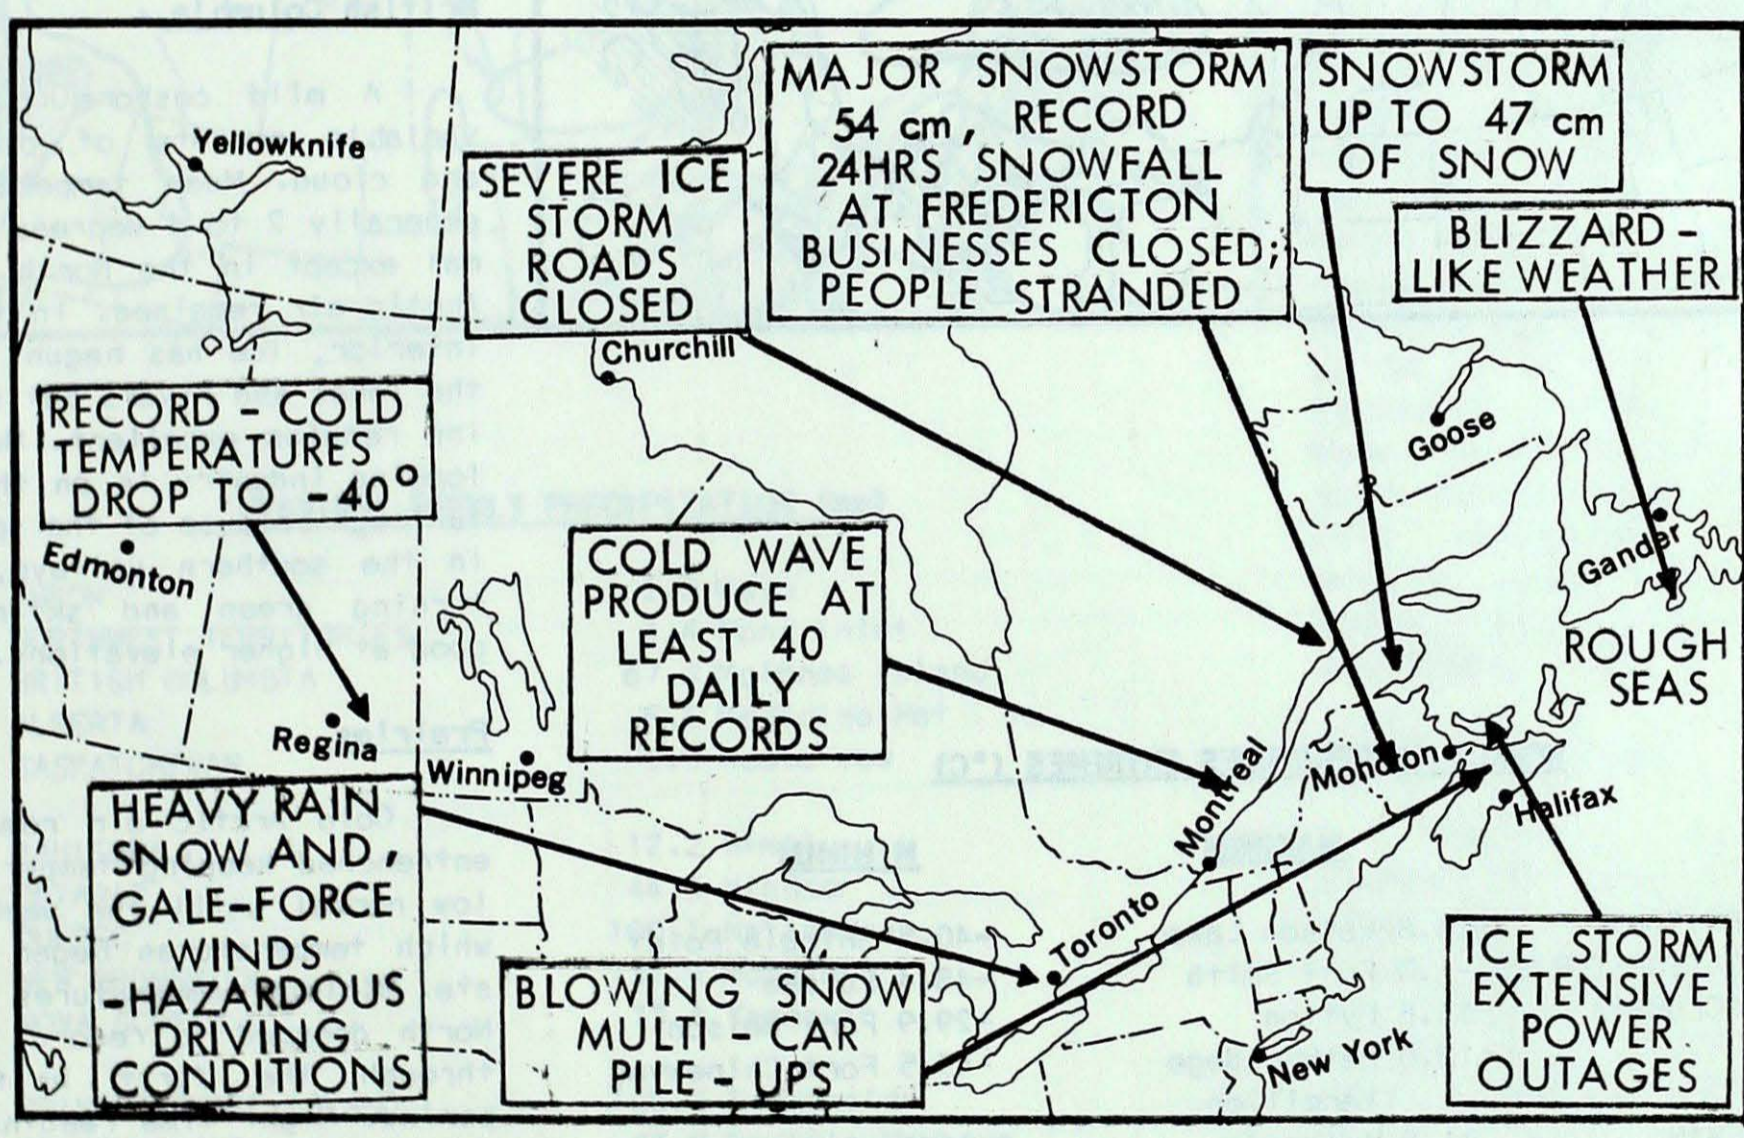 MAJOR SNOWSTORM
54 cm, RECORD
24HRS SNOWFALL
AT FREDERICTON
BUSINESSES CLOSED;
PEOPLE STRANDED
SNOWSTORM
UP TO 47 cm
OF SNOW
Yellowknife
SEVERE ICE
STORM
ROADS
CLOSED
BLIZZARD -
LIKE WEATHER
Churchill
RECORD - COLD
TEMPERATURES
DROP TO -40°
Goose
Edmonton
Gander
COLD WAVE
PRODUCE AT
LEAST 40
DAILY
RECORDS
ROUGH
SEAS
Regina
Winnipeg
Montreal
Moncton
Halifax
HEAVY RAIN
SNOW AND
GALE-FORCE
WINDS
-HAZARDOUS
DRIVING
CONDITIONS
Toronto
BLOWING SNOW
MULTI - CAR
PILE - UPS
New York
ICE STORM
EXTENSIVE
POWER
OUTAGES